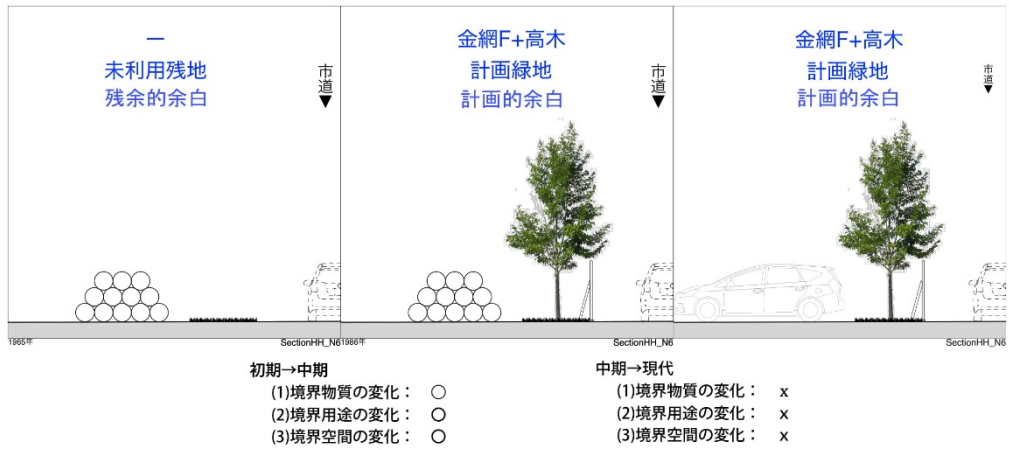 —
未利用残地
残余的余白
市道
▼
1965年
SectionHH_N6
金網F+高木
計画緑地
計画的余白
市道
▼
1986年
SectionHH_N6
金網F+高木
計画緑地
計画的余白
市道
▼
SectionHH_N6
初期→中期
(1)境界物質の変化： ○
(2)境界用途の変化： ○
(3)境界空間の変化： ○
中期→現代
(1)境界物質の変化： x
(2)境界用途の変化： x
(3)境界空間の変化： x